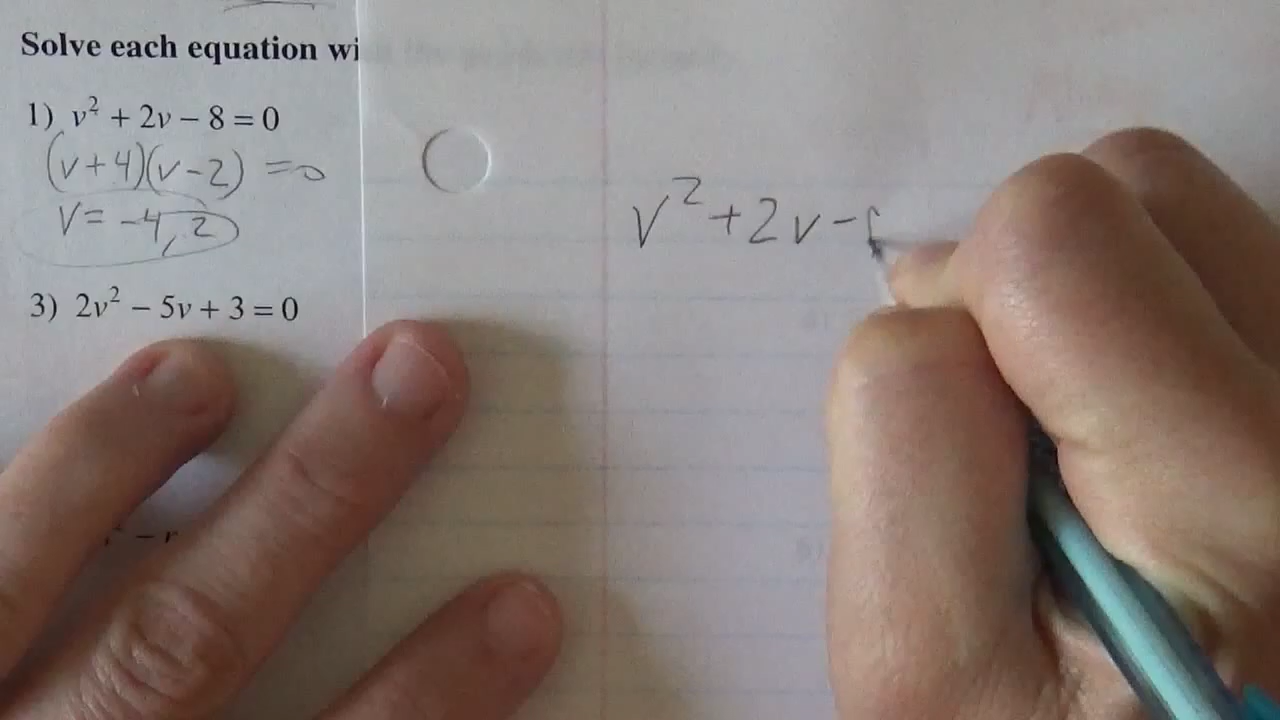 Solve each equation wi
1) v² + 2v − 8 = 0
(v+4)(v−2) = 0
v = −4, 2
3) 2v² − 5v + 3 = 0
− r
v² + 2v −